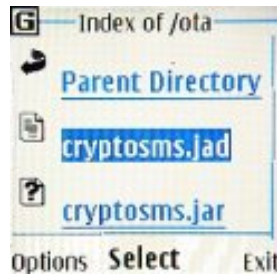 G Index of /ota
Parent Directory
cryptosms.jad
cryptosms.jar
Options Select Exit